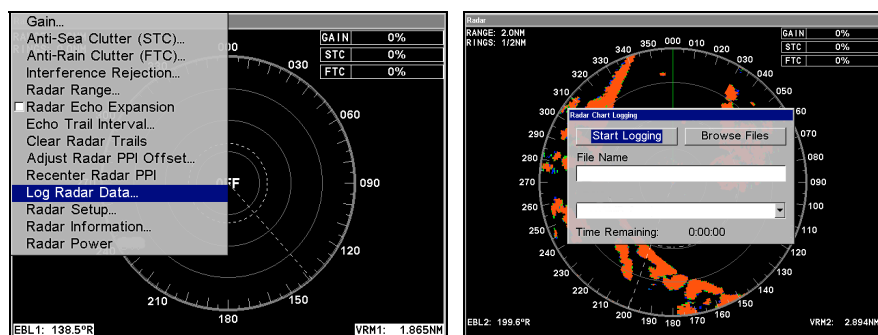 Gain...
Anti-Sea Clutter (STC)...
Anti-Rain Clutter (FTC)...
Interference Rejection...
Radar Range...
Radar Echo Expansion
Echo Trail Interval...
Clear Radar Trails
Adjust Radar PPI Offset...
Recenter Radar PPI
Log Radar Data...
Radar Setup...
Radar Information...
Radar Power
GAIN 0%
STC 0%
FTC 0%
030
060
090
120
150
180
210
EBL1: 138.5ºR
VRM1: 1.865NM
Radar
RANGE: 2.0NM
RINGS: 1/2NM
GAIN 0%
STC 0%
FTC 0%
000
010
020
030
040
050
60
070
080
090
100
110
120
130
140
150
160
170
180
190
200
210
220
230
240
250
260
270
280
290
300
310
320
330
340
350
Radar Chart Logging
Start Logging
Browse Files
File Name
Time Remaining: 0:00:00
EBL2: 199.6ºR
VRM2: 2.894NM